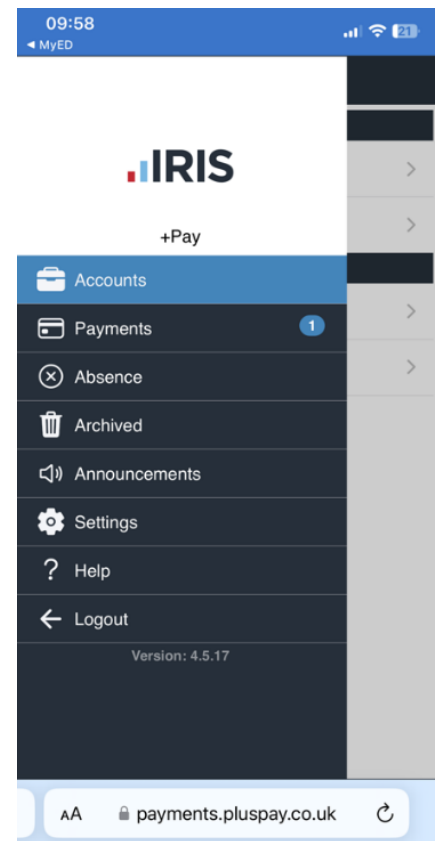 09:58
21
◄ MyED
IRIS
+Pay
Accounts
Payments
1
Absence
Archived
Announcements
Settings
? Help
Logout
Version: 4.5.17
AA payments.pluspay.co.uk